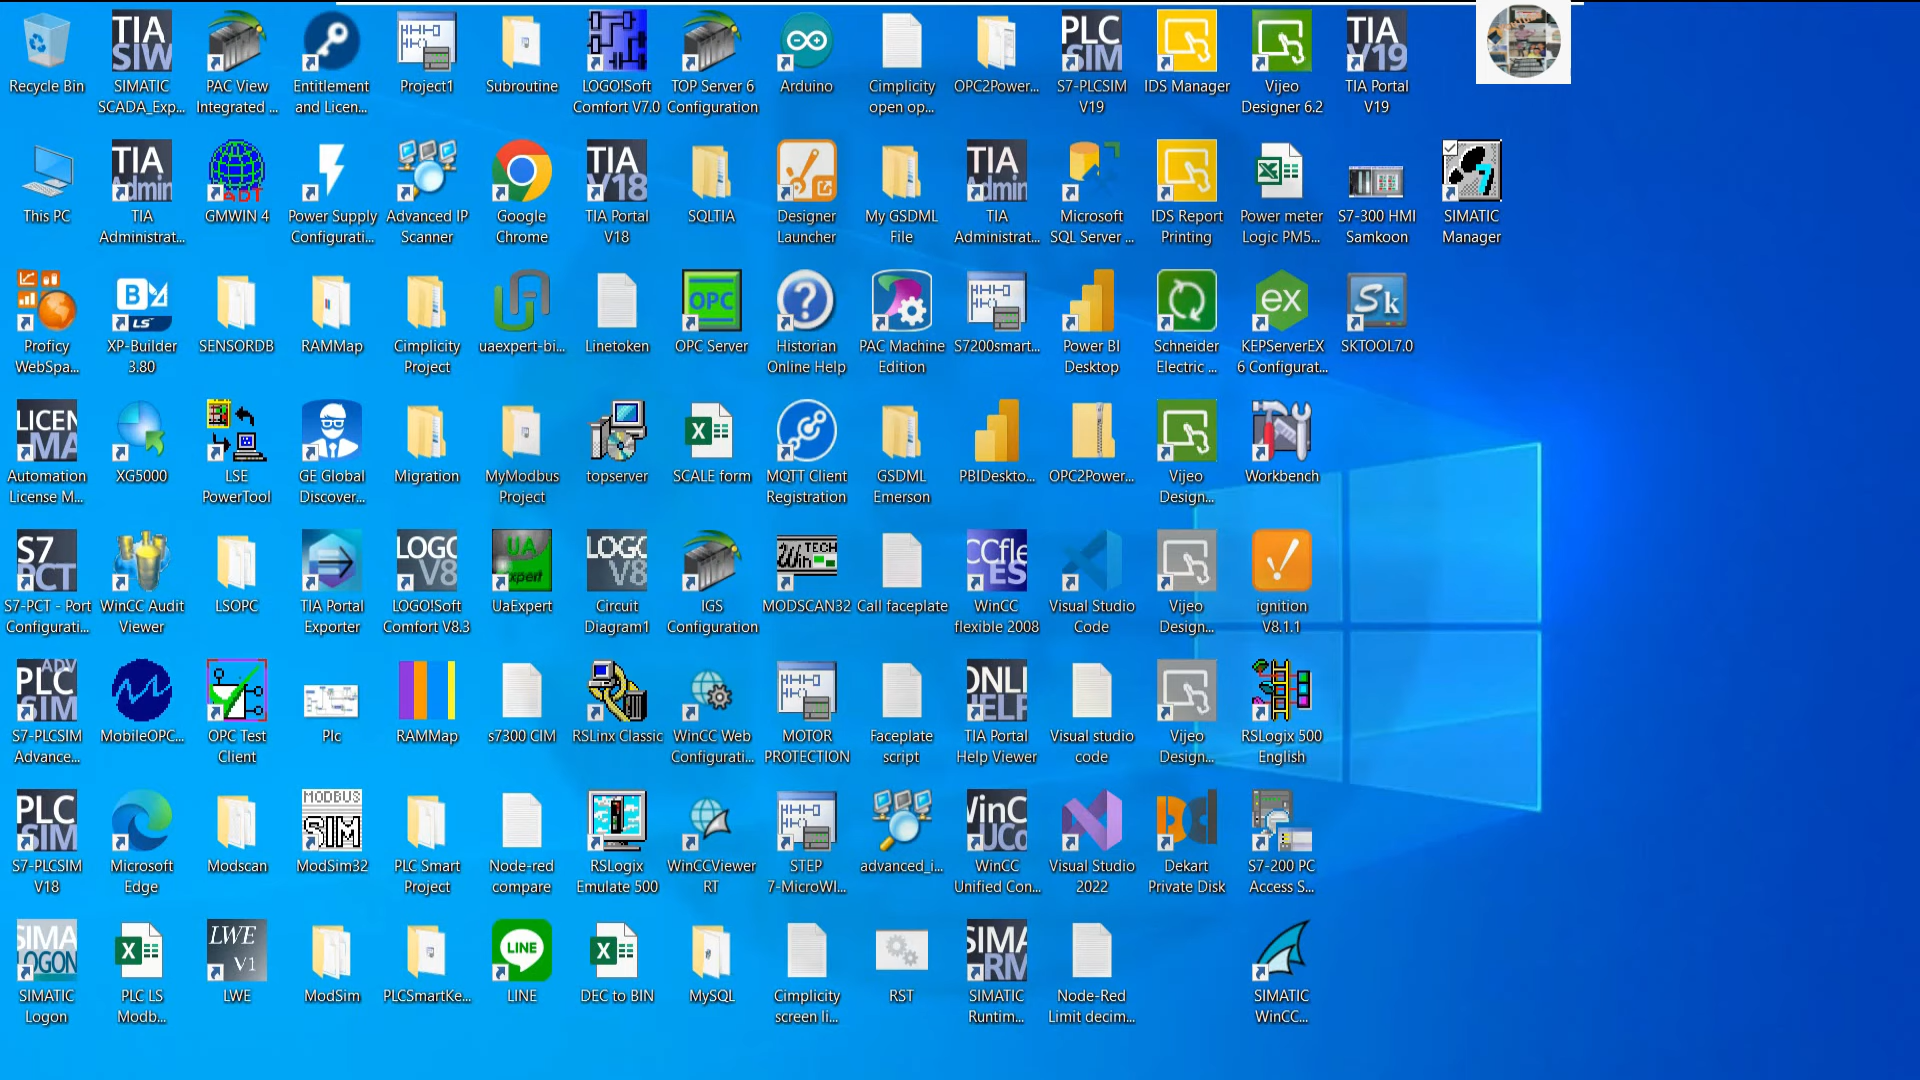 Recycle Bin
SIMATIC
SCADA_Exp...
PAC View
Integrated ...
Entitlement
and Licen...
Project1
Subroutine
LOGO!Soft
Comfort V7.0
TOP Server 6
Configuration
Arduino
Cimplicity
open op...
OPC2Power...
S7-PLCSIM
V19
IDS Manager
Vijeo
Designer 6.2
TIA Portal
V19
This PC
TIA
Administrat...
GMWIN 4
Power Supply
Configurati...
Advanced IP
Scanner
Google
Chrome
TIA Portal
V18
SQLTIA
Designer
Launcher
My GSDML
File
TIA
Administrat...
Microsoft
SQL Server ...
IDS Report
Printing
Power meter
Logic PM5...
S7-300 HMI
Samkoon
SIMATIC
Manager
Proficy
WebSpa...
XP-Builder
3.80
SENSORDB
RAMMap
Cimplicity
Project
uaexpert-bi...
Linetoken
OPC Server
Historian
Online Help
PAC Machine
Edition
S7200smart...
Power BI
Desktop
Schneider
Electric ...
KEPServerEX
6 Configurat...
SKTOOL7.0
Automation
License M...
XG5000
LSE
PowerTool
GE Global
Discover...
Migration
MyModbus
Project
topserver
SCALE form
MQTT Client
Registration
GSDML
Emerson
PBIDeskto...
OPC2Power...
Vijeo
Design...
Workbench
S7-PCT - Port
Configurati...
WinCC Audit
Viewer
LSOPC
TIA Portal
Exporter
LOGO!Soft
Comfort V8.3
UaExpert
Circuit
Diagram1
IGS
Configuration
MODSCAN32
Call faceplate
WinCC
flexible 2008
Visual Studio
Code
Vijeo
Design...
ignition
V8.1.1
S7-PLCSIM
Advance...
MobileOPC...
OPC Test
Client
Plc
RAMMap
s7300 CIM
RSLinx Classic
WinCC Web
Configurati...
MOTOR
PROTECTION
Faceplate
script
TIA Portal
Help Viewer
Visual studio
code
Vijeo
Design...
RSLogix 500
English
S7-PLCSIM
V18
Microsoft
Edge
Modscan
ModSim32
PLC Smart
Project
Node-red
compare
RSLogix
Emulate 500
WinCCViewer
RT
STEP
7-MicroWI...
advanced_i...
WinCC
Unified Con...
Visual Studio
2022
Dekart
Private Disk
S7-200 PC
Access S...
SIMATIC
Logon
PLC LS
Modb...
LWE
ModSim
PLCSmartKe...
LINE
DEC to BIN
MySQL
Cimplicity
screen li...
RST
SIMATIC
Runtim...
Node-Red
Limit decim...
SIMATIC
WinCC...